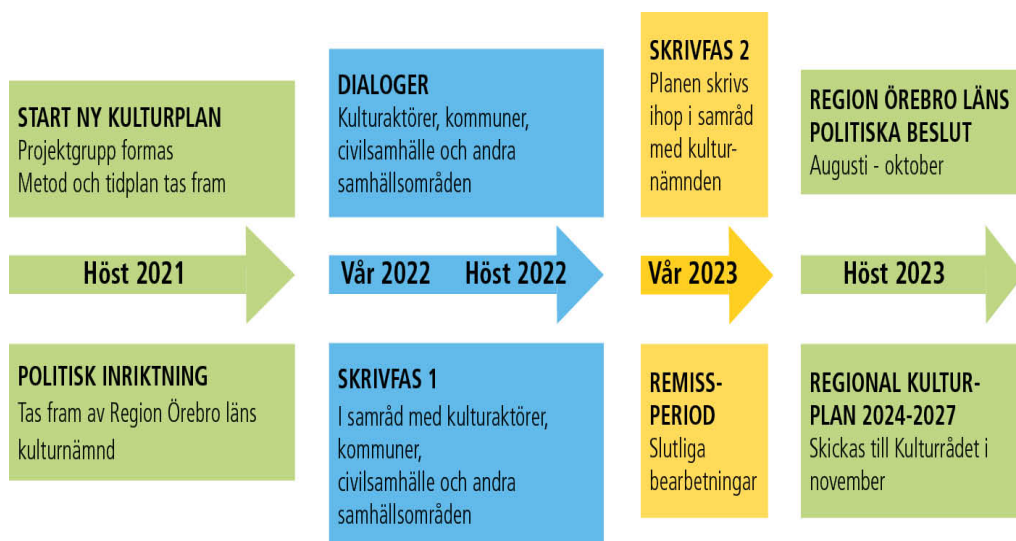 START NY KULTURPLAN
Projektgrupp formas
Metod och tidplan tas fram
DIALOGER
Kulturaktörer, kommuner,
civilsamhälle och andra
samhällsområden
SKRIVFAS 2
Planen skrivs
ihop i samråd
med kultur-
nämnden
REGION ÖREBRO LÄNS
POLITISKA BESLUT
Augusti - oktober
Höst 2021
Vår 2022
Höst 2022
Vår 2023
Höst 2023
POLITISK INRIKTNING
Tas fram av Region Örebro läns
kulturnämnd
SKRIVFAS 1
I samråd med kulturaktörer,
kommuner,
civilsamhälle och andra
samhällsområden
REMISS-
PERIOD
Slutliga
bearbetningar
REGIONAL KULTUR-
PLAN 2024-2027
Skickas till Kulturrådet i
november